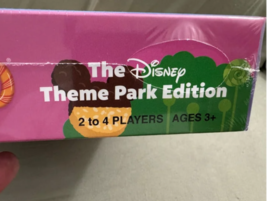 The Disney
Theme Park Edition
2 to 4 PLAYERS AGES 3+